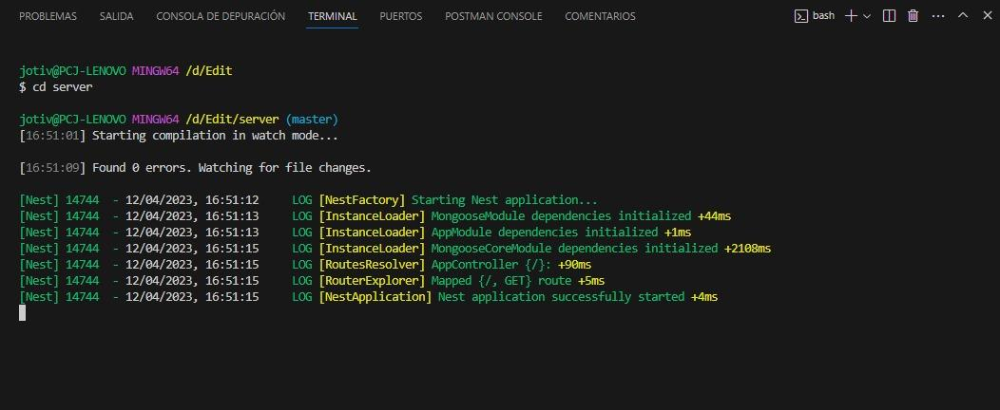 PROBLEMAS SALIDA CONSOLA DE DEPURACIÓN TERMINAL PUERTOS POSTMAN CONSOLE COMENTARIOS bash
jotiv@PCJ-LENOVO MINGW64 /d/Edit
$ cd server
jotiv@PCJ-LENOVO MINGW64 /d/Edit/server (master)
[16:51:01] Starting compilation in watch mode...
[16:51:09] Found 0 errors. Watching for file changes.
[Nest] 14744  - 12/04/2023, 16:51:12     LOG [NestFactory] Starting Nest application...
[Nest] 14744  - 12/04/2023, 16:51:13     LOG [InstanceLoader] MongooseModule dependencies initialized +44ms
[Nest] 14744  - 12/04/2023, 16:51:13     LOG [InstanceLoader] AppModule dependencies initialized +1ms
[Nest] 14744  - 12/04/2023, 16:51:15     LOG [InstanceLoader] MongooseCoreModule dependencies initialized +2108ms
[Nest] 14744  - 12/04/2023, 16:51:15     LOG [RoutesResolver] AppController {/}: +90ms
[Nest] 14744  - 12/04/2023, 16:51:15     LOG [RouterExplorer] Mapped {/, GET} route +5ms
[Nest] 14744  - 12/04/2023, 16:51:15     LOG [NestApplication] Nest application successfully started +4ms